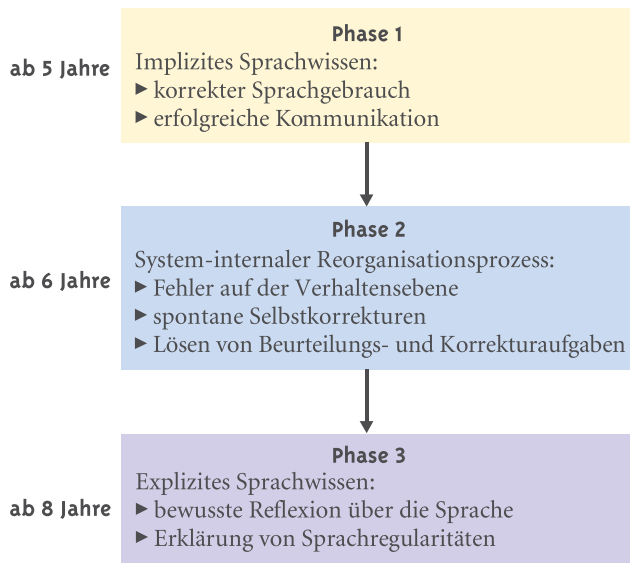 Phase 1
ab 5 Jahre
Implizites Sprachwissen:
► korrekter Sprachgebrauch
► erfolgreiche Kommunikation
Phase 2
ab 6 Jahre
System-internaler Reorganisationsprozess:
► Fehler auf der Verhaltensebene
► spontane Selbstkorrekturen
► Lösen von Beurteilungs- und Korrekturaufgaben
Phase 3
ab 8 Jahre
Explizites Sprachwissen:
► bewusste Reflexion über die Sprache
► Erklärung von Sprachregularitäten